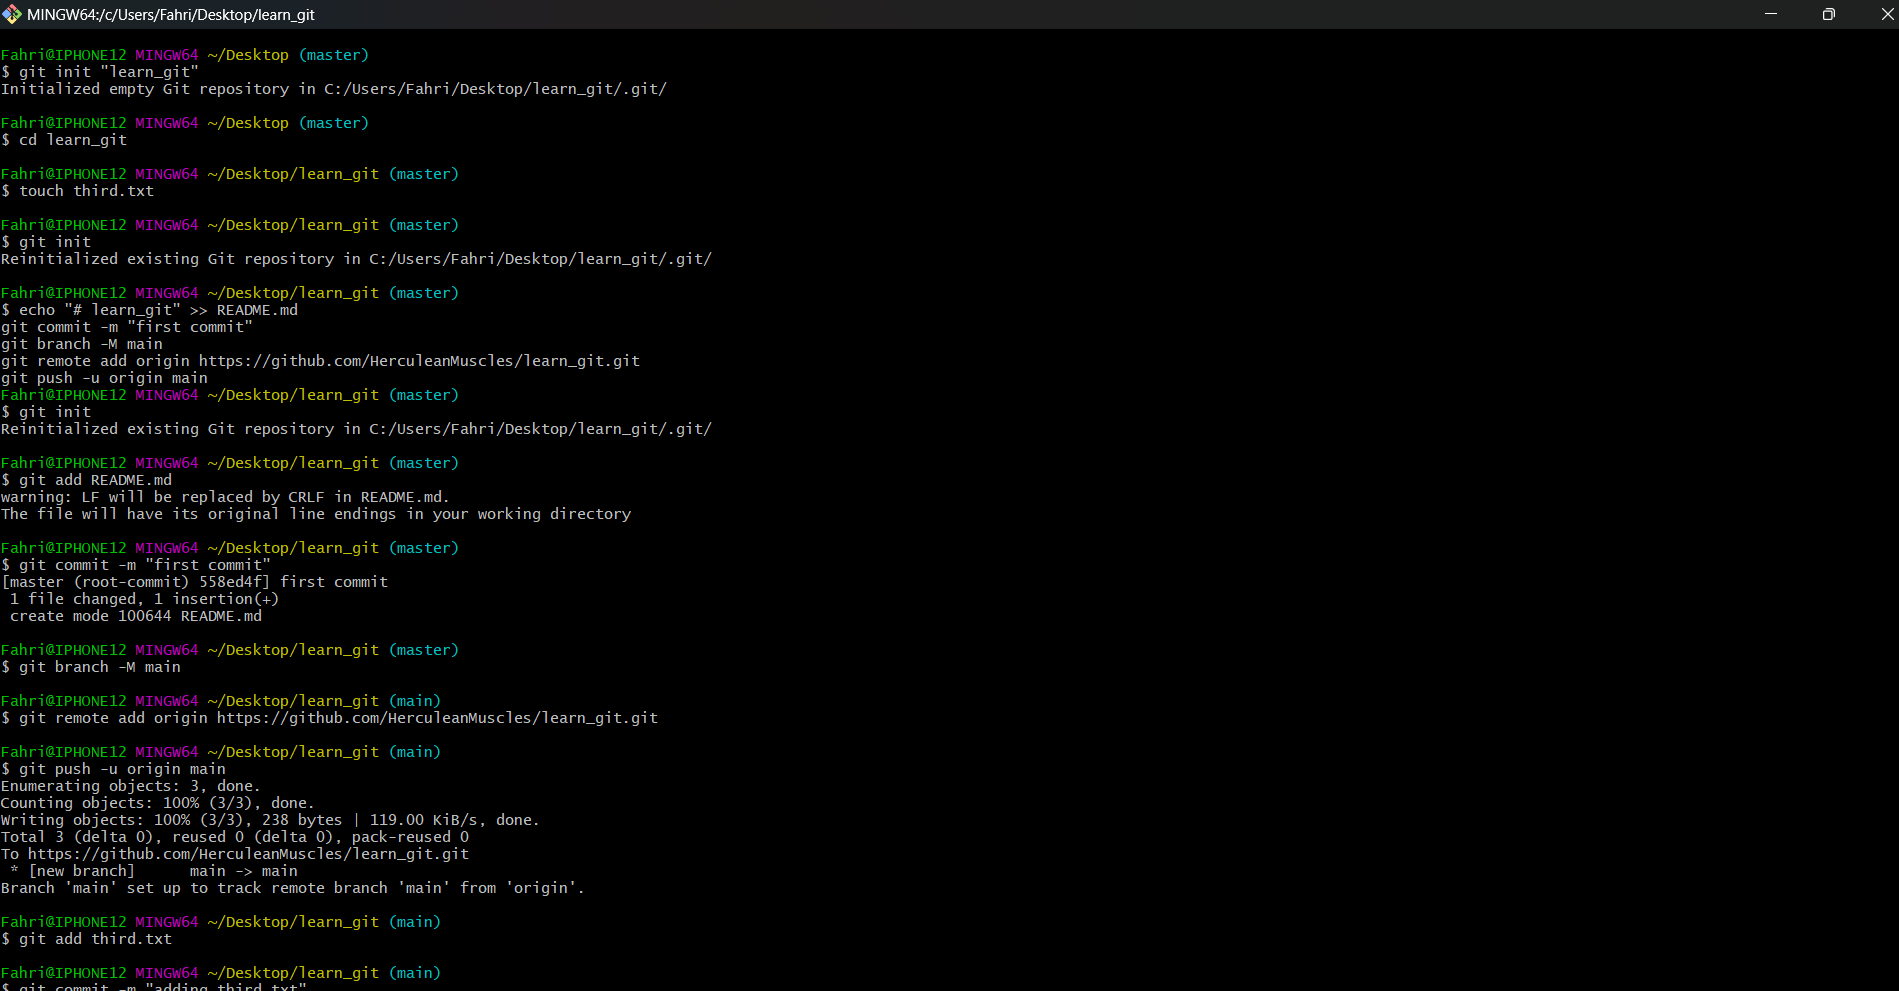 MINGW64:/c/Users/Fahri/Desktop/learn_git
Fahri@IPHONE12 MINGW64 ~/Desktop (master)
$ git init "learn_git"
Initialized empty Git repository in C:/Users/Fahri/Desktop/learn_git/.git/
Fahri@IPHONE12 MINGW64 ~/Desktop (master)
$ cd learn_git
Fahri@IPHONE12 MINGW64 ~/Desktop/learn_git (master)
$ touch third.txt
Fahri@IPHONE12 MINGW64 ~/Desktop/learn_git (master)
$ git init
Reinitialized existing Git repository in C:/Users/Fahri/Desktop/learn_git/.git/
Fahri@IPHONE12 MINGW64 ~/Desktop/learn_git (master)
$ echo "# learn_git" >> README.md
git commit -m "first commit"
git branch -M main
git remote add origin https://github.com/HerculeanMuscles/learn_git.git
git push -u origin main
Fahri@IPHONE12 MINGW64 ~/Desktop/learn_git (master)
$ git init
Reinitialized existing Git repository in C:/Users/Fahri/Desktop/learn_git/.git/
Fahri@IPHONE12 MINGW64 ~/Desktop/learn_git (master)
$ git add README.md
warning: LF will be replaced by CRLF in README.md.
The file will have its original line endings in your working directory
Fahri@IPHONE12 MINGW64 ~/Desktop/learn_git (master)
$ git commit -m "first commit"
[master (root-commit) 558ed4f] first commit
1 file changed, 1 insertion(+)
create mode 100644 README.md
Fahri@IPHONE12 MINGW64 ~/Desktop/learn_git (master)
$ git branch -M main
Fahri@IPHONE12 MINGW64 ~/Desktop/learn_git (main)
$ git remote add origin https://github.com/HerculeanMuscles/learn_git.git
Fahri@IPHONE12 MINGW64 ~/Desktop/learn_git (main)
$ git push -u origin main
Enumerating objects: 3, done.
Counting objects: 100% (3/3), done.
Writing objects: 100% (3/3), 238 bytes | 119.00 KiB/s, done.
Total 3 (delta 0), reused 0 (delta 0), pack-reused 0
To https://github.com/HerculeanMuscles/learn_git.git
* [new branch]      main -> main
Branch 'main' set up to track remote branch 'main' from 'origin'.
Fahri@IPHONE12 MINGW64 ~/Desktop/learn_git (main)
$ git add third.txt
Fahri@IPHONE12 MINGW64 ~/Desktop/learn_git (main)
$ git commit -m "adding third.txt"